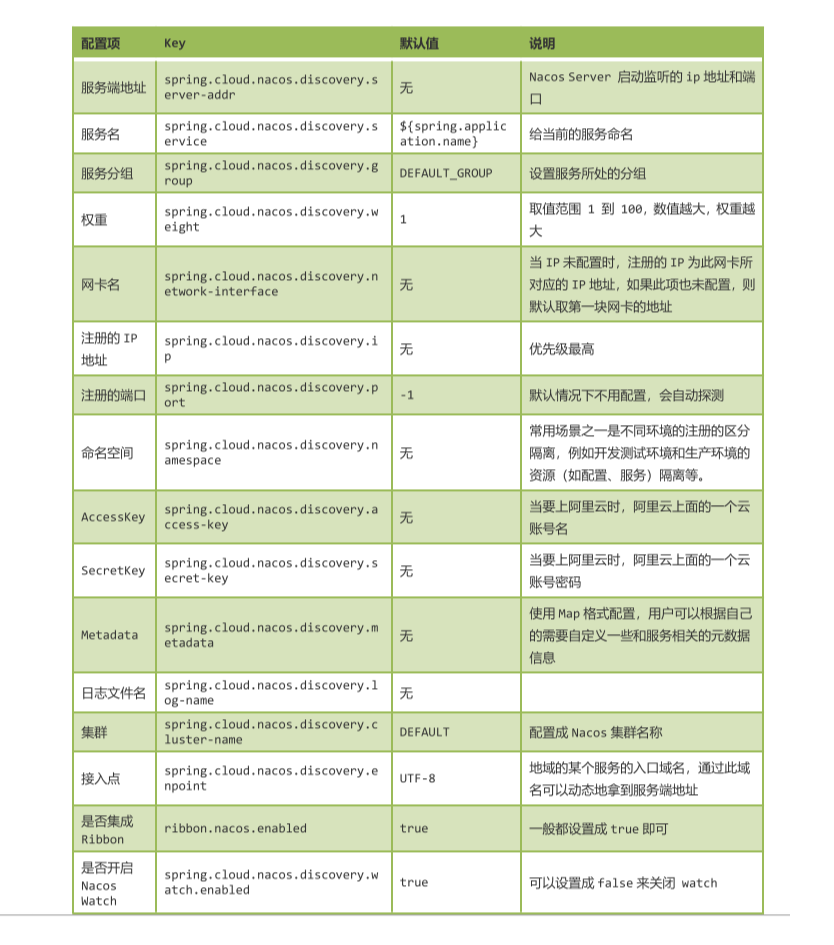 配置项 Key 默认值 说明
服务端地址 spring.cloud.nacos.discovery.s
erver-addr 无 Nacos Server 启动监听的 ip 地址和端
口
服务名 spring.cloud.nacos.discovery.s
ervice ${spring.applic
ation.name} 给当前的服务命名
服务分组 spring.cloud.nacos.discovery.g
roup DEFAULT_GROUP 设置服务所处的分组
权重 spring.cloud.nacos.discovery.w
eight 1 取值范围 1 到 100，数值越大，权重越
大
网卡名 spring.cloud.nacos.discovery.n
etwork-interface 无 当 IP 未配置时，注册的 IP 为此网卡所
对应的 IP 地址，如果此项也未配置，则
默认取第一块网卡的地址
注册的 IP
地址 spring.cloud.nacos.discovery.i
p 无 优先级最高
注册的端口 spring.cloud.nacos.discovery.p
ort -1 默认情况下不用配置，会自动探测
命名空间 spring.cloud.nacos.discovery.n
amespace 无 常用场景之一是不同环境的注册的区分
隔离，例如开发测试环境和生产环境的
资源（如配置、服务）隔离等。
AccessKey spring.cloud.nacos.discovery.a
ccess-key 无 当要上阿里云时，阿里云上面的一个云
账号名
SecretKey spring.cloud.nacos.discovery.s
ecret-key 无 当要上阿里云时，阿里云上面的一个云
账号密码
Metadata spring.cloud.nacos.discovery.m
etadata 无 使用 Map 格式配置，用户可以根据自己
的需要自定义一些和服务相关的元数据
信息
日志文件名 spring.cloud.nacos.discovery.l
og-name 无
集群 spring.cloud.nacos.discovery.c
luster-name DEFAULT 配置成 Nacos 集群名称
接入点 spring.cloud.nacos.discovery.e
npoint UTF-8 地域的某个服务的入口域名，通过此域
名可以动态地拿到服务端地址
是否集成
Ribbon ribbon.nacos.enabled true 一般都设置成 true 即可
是否开启
Nacos
Watch spring.cloud.nacos.discovery.w
atch.enabled true 可以设置成 false 来关闭 watch